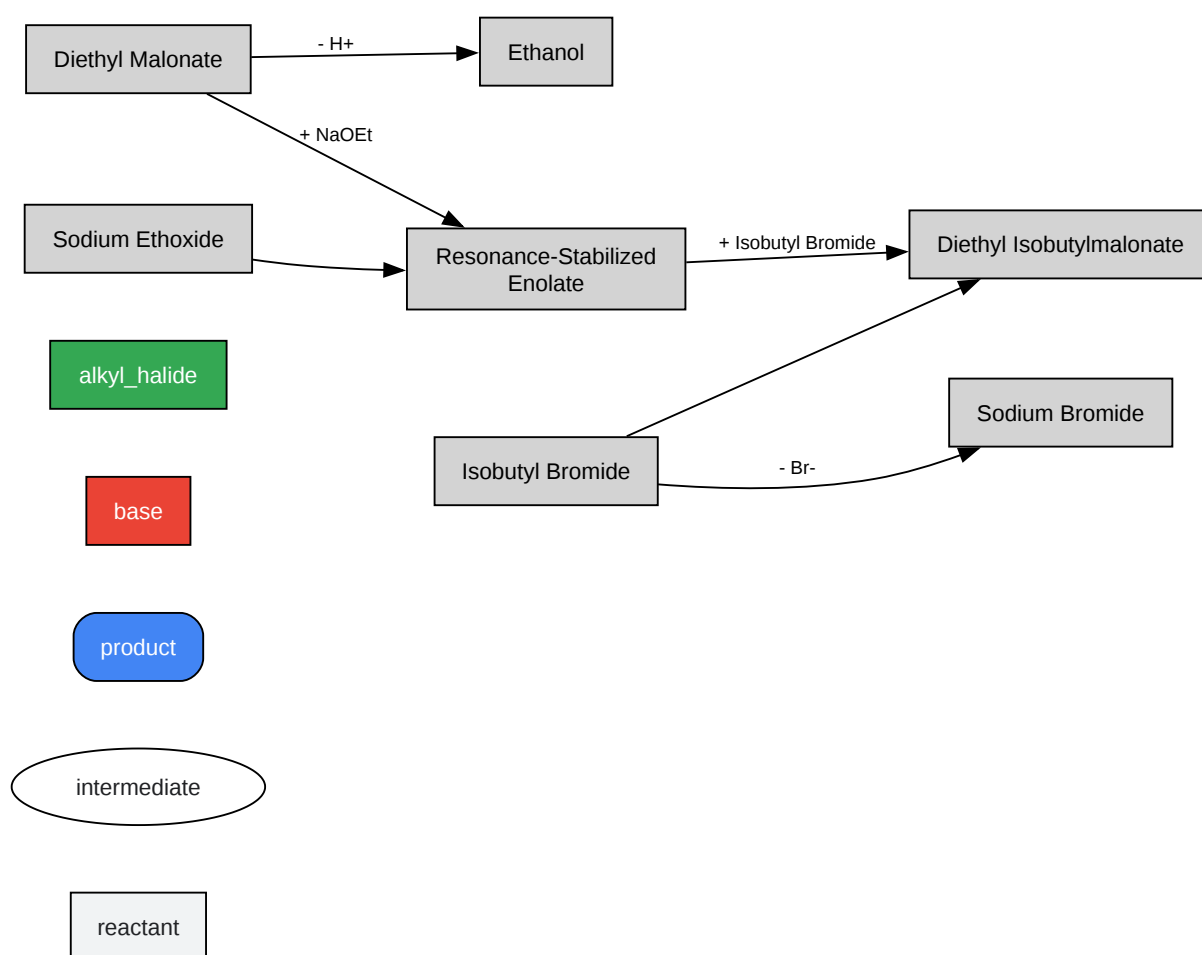 Diethyl Malonate
- H+
Ethanol
+ NaOEt
Sodium Ethoxide
Resonance-Stabilized
Enolate
+ Isobutyl Bromide
Diethyl Isobutylmalonate
alkyl_halide
Isobutyl Bromide
- Br-
Sodium Bromide
base
product
intermediate
reactant